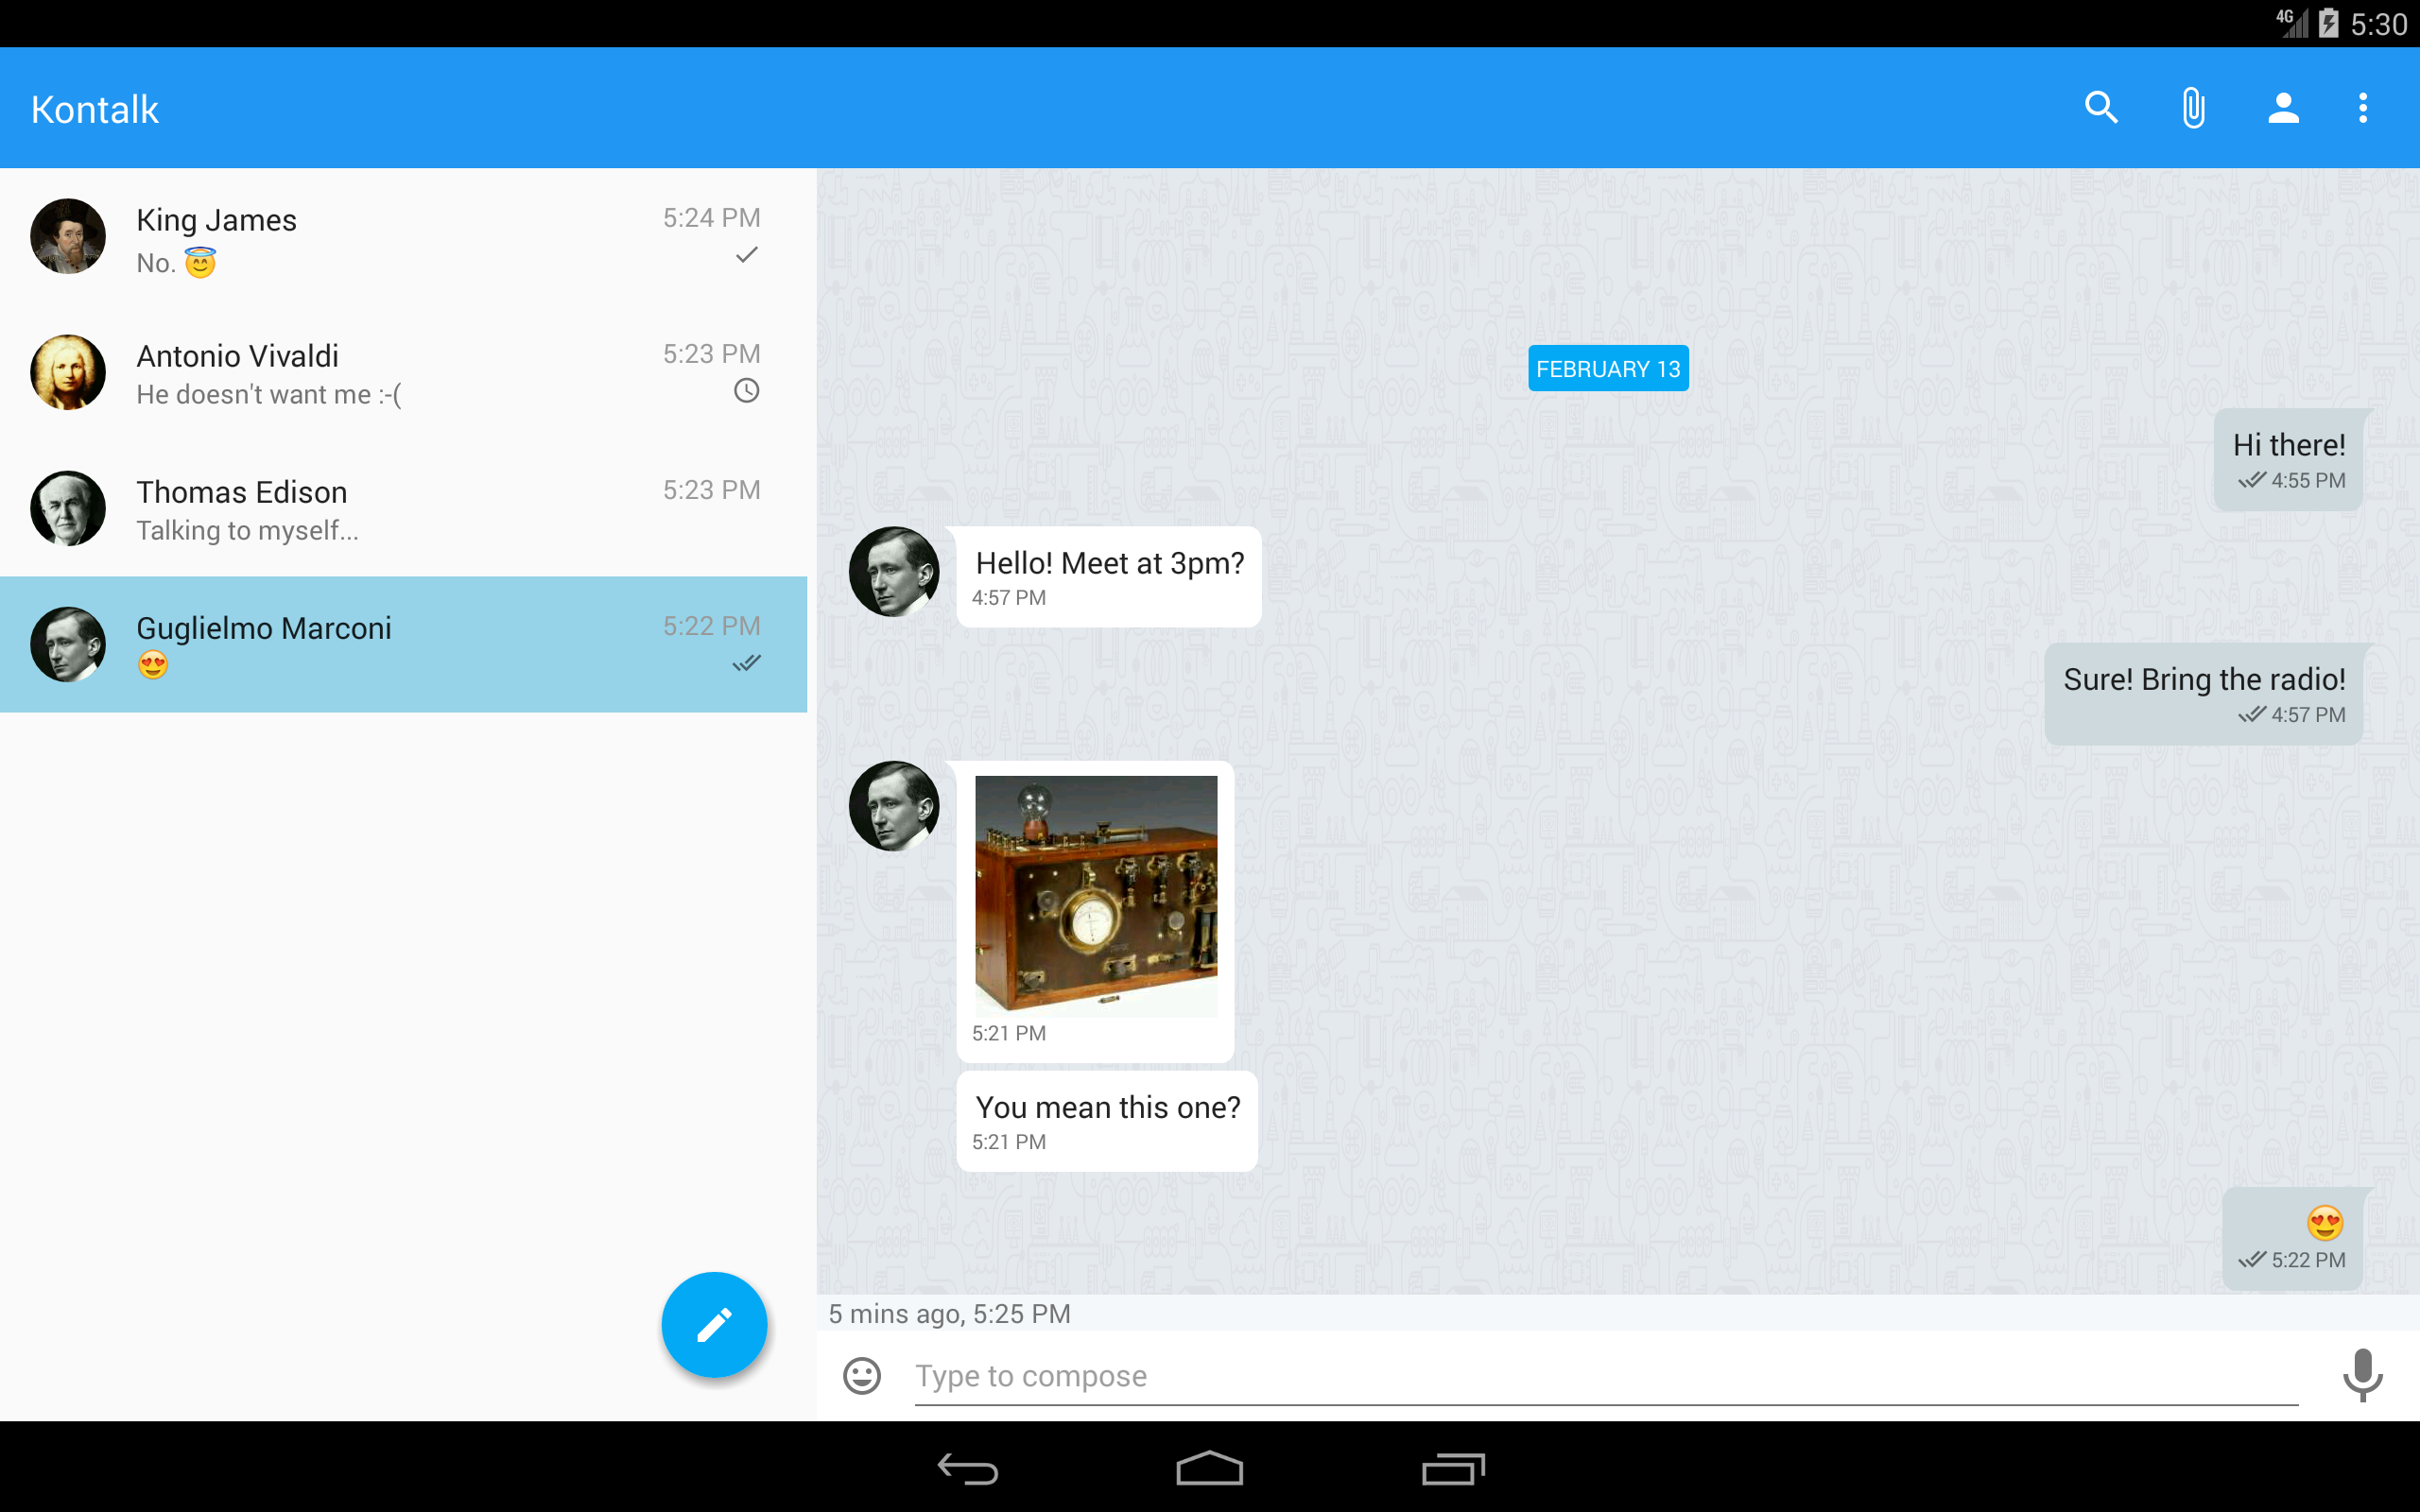 4G 5:30
Kontalk
King James 5:24 PM
No. 😇
Antonio Vivaldi 5:23 PM
He doesn't want me :-(
Thomas Edison 5:23 PM
Talking to myself...
Guglielmo Marconi 5:22 PM
😍
FEBRUARY 13
Hi there!
4:55 PM
Hello! Meet at 3pm?
4:57 PM
Sure! Bring the radio!
4:57 PM
5:21 PM
You mean this one?
5:21 PM
😍
5:22 PM
5 mins ago, 5:25 PM
Type to compose